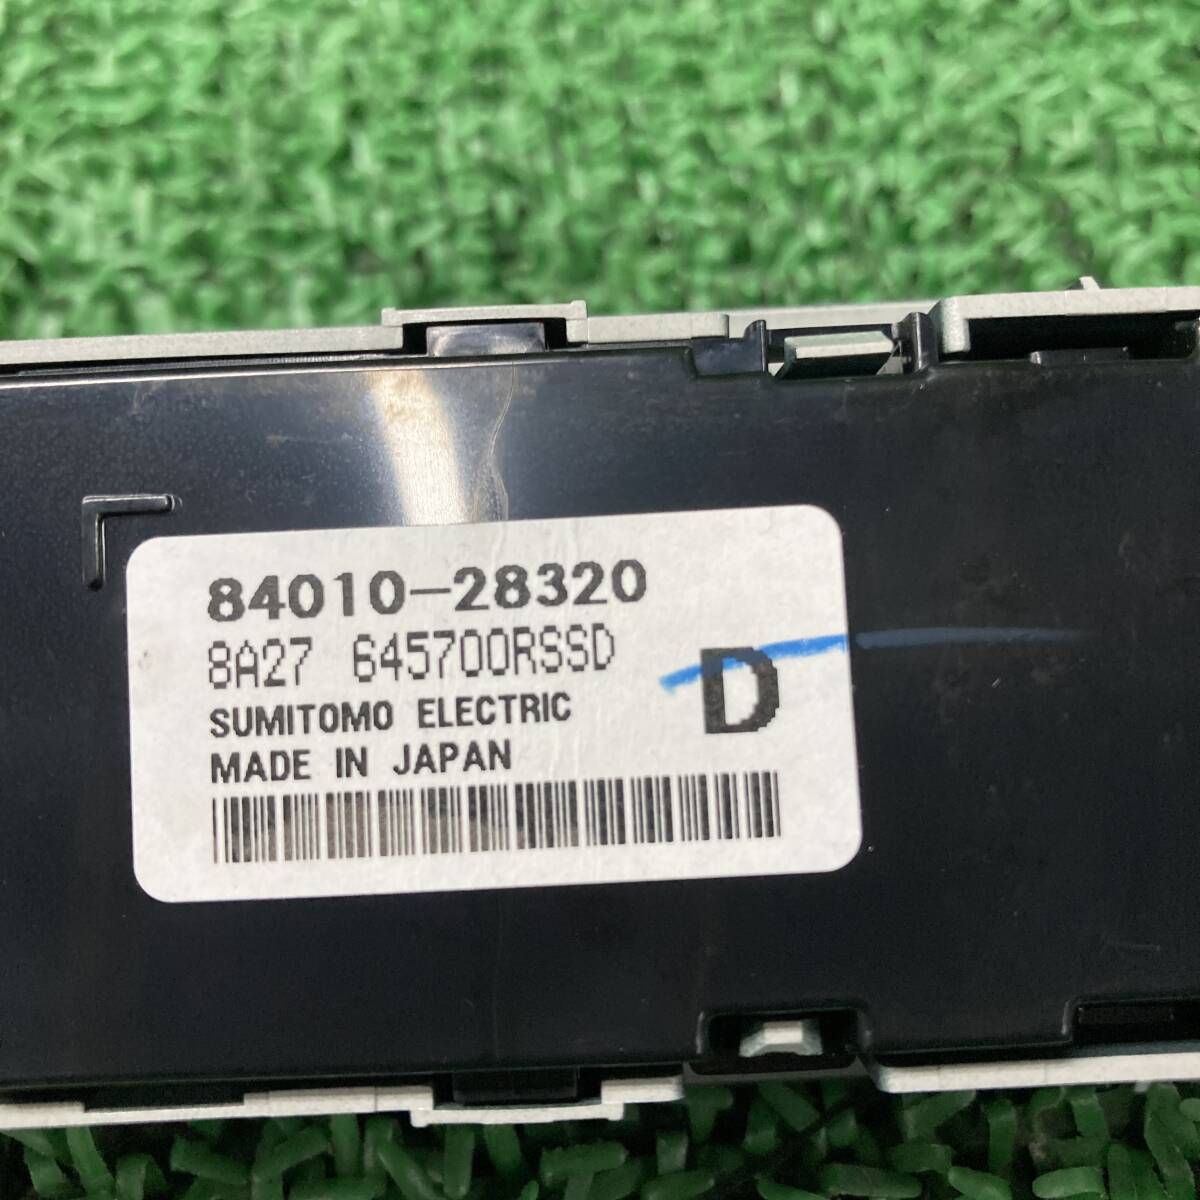 84010-28320
8A27 645700RSSD
SUMITOMO ELECTRIC
MADE IN JAPAN
D